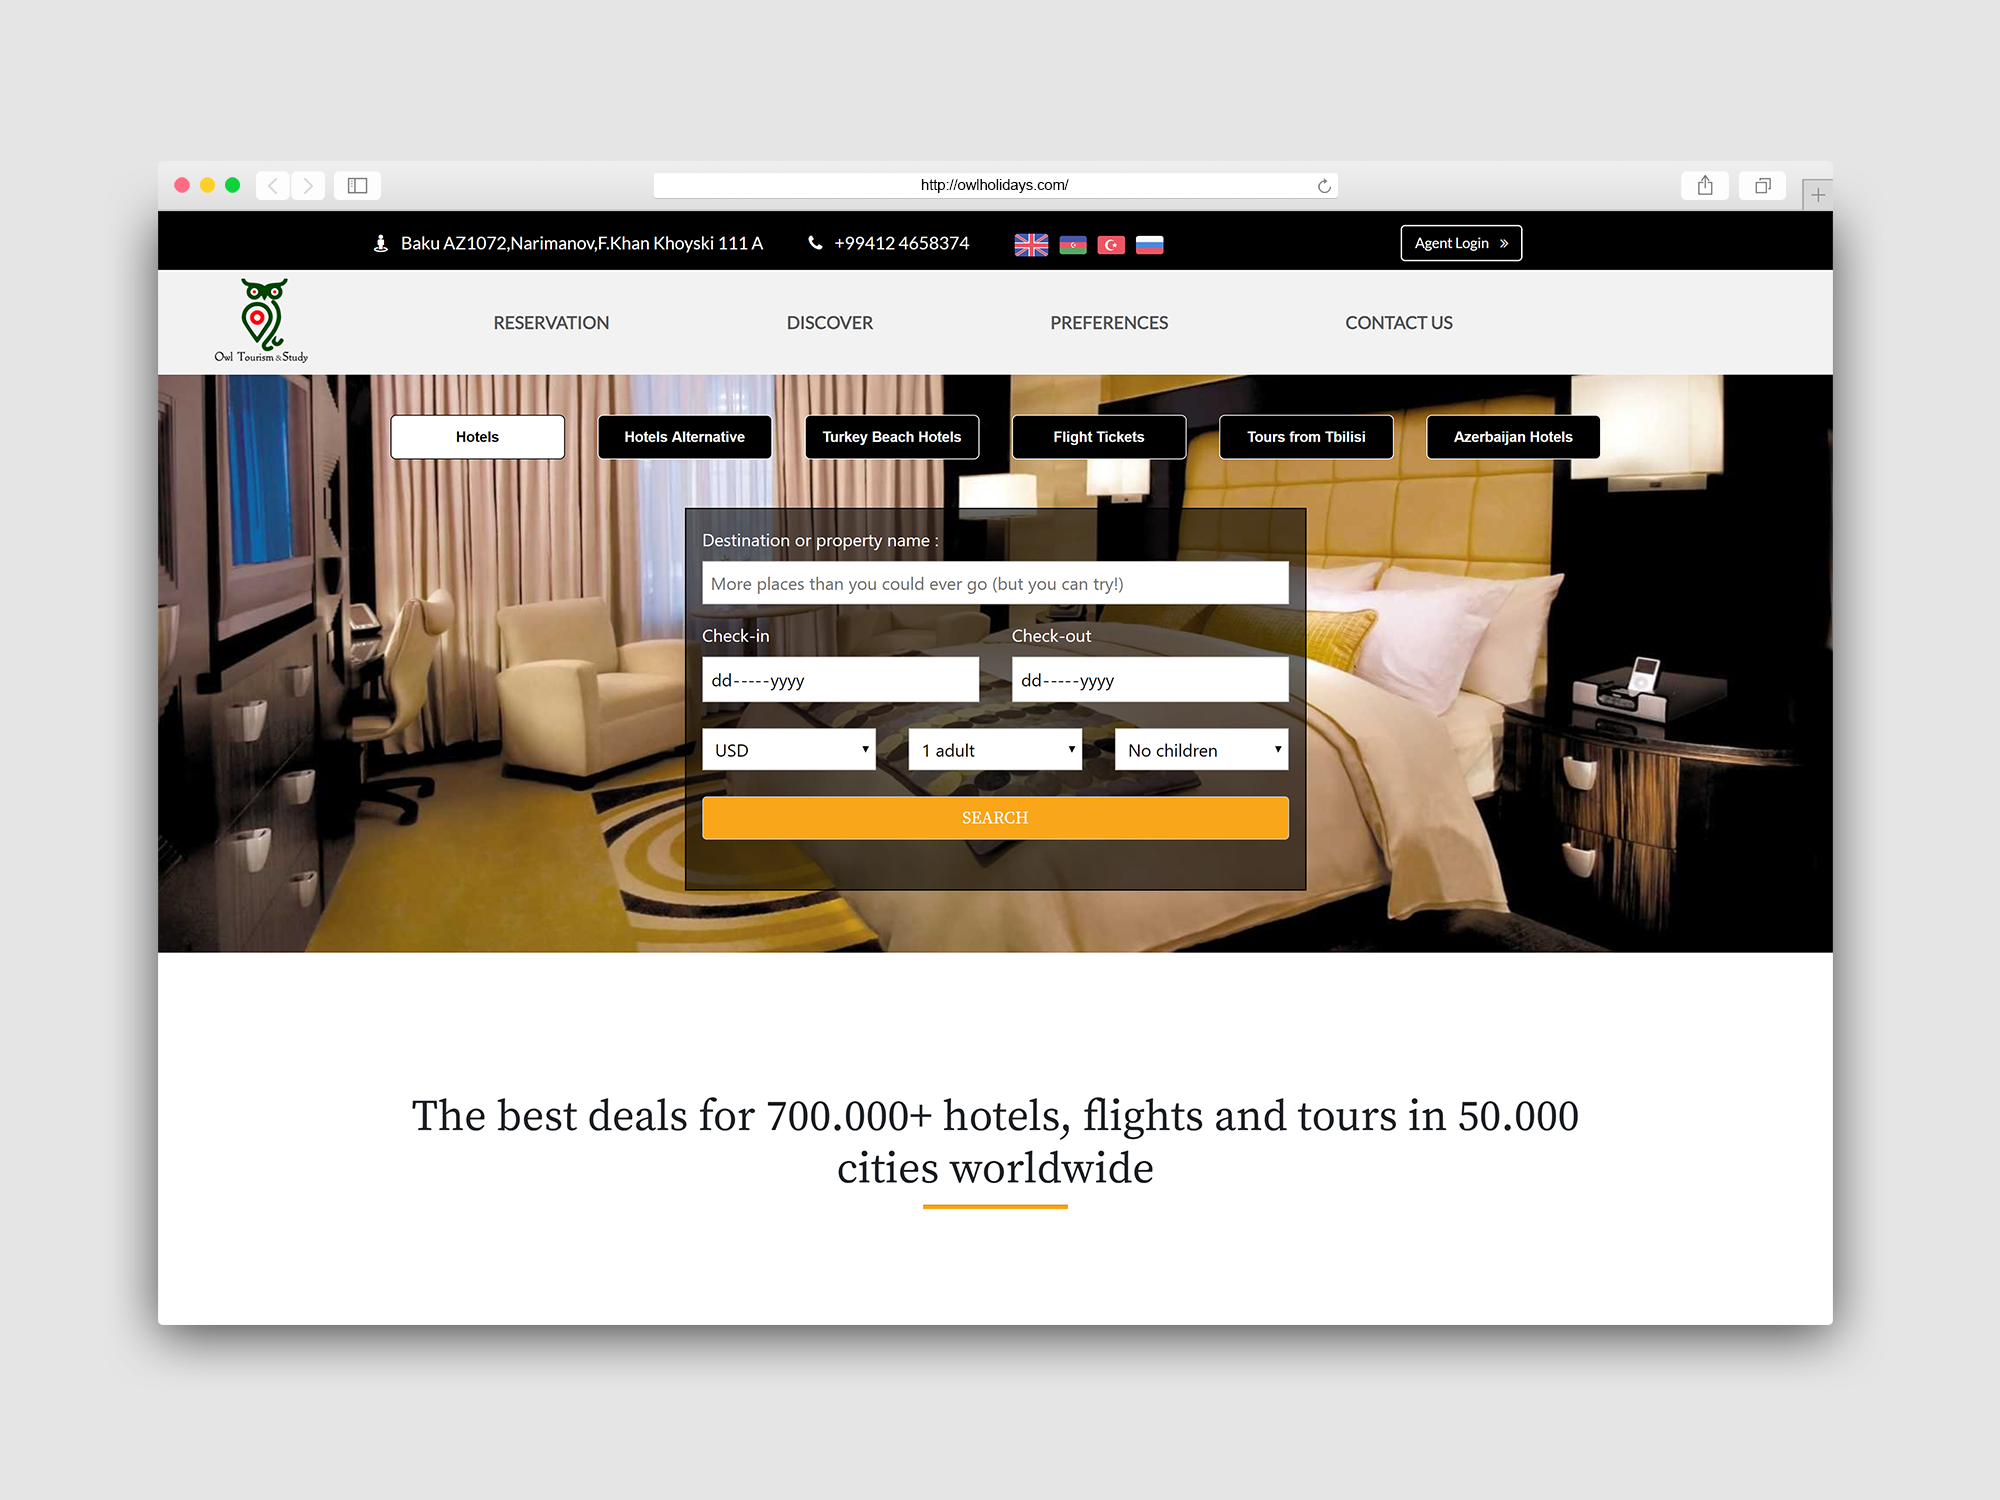 http://owlholidays.com/
Baku AZ1072,Narimanov,F.Khan Khoyski 111 A
+99412 4658374
Agent Login »
Owl Tourism & Study
RESERVATION
DISCOVER
PREFERENCES
CONTACT US
Hotels
Hotels Alternative
Turkey Beach Hotels
Flight Tickets
Tours from Tbilisi
Azerbaijan Hotels
Destination or property name :
More places than you could ever go (but you can try!)
Check-in
Check-out
dd-----yyyy
dd-----yyyy
USD
1 adult
No children
SEARCH
The best deals for 700.000+ hotels, flights and tours in 50.000
cities worldwide